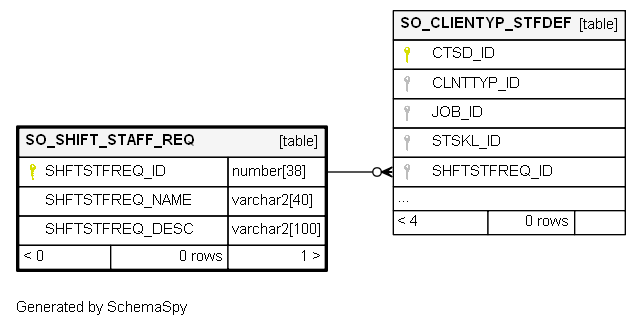 SO_CLIENTYP_STFDEF [table]
CTSD_ID
CLNTTYP_ID
JOB_ID
STSKL_ID
SHFTSTFREQ_ID
...
< 4 0 rows
SO_SHIFT_STAFF_REQ [table]
SHFTSTFREQ_ID number[38]
SHFTSTFREQ_NAME varchar2[40]
SHFTSTFREQ_DESC varchar2[100]
< 0 0 rows 1 >
Generated by SchemaSpy